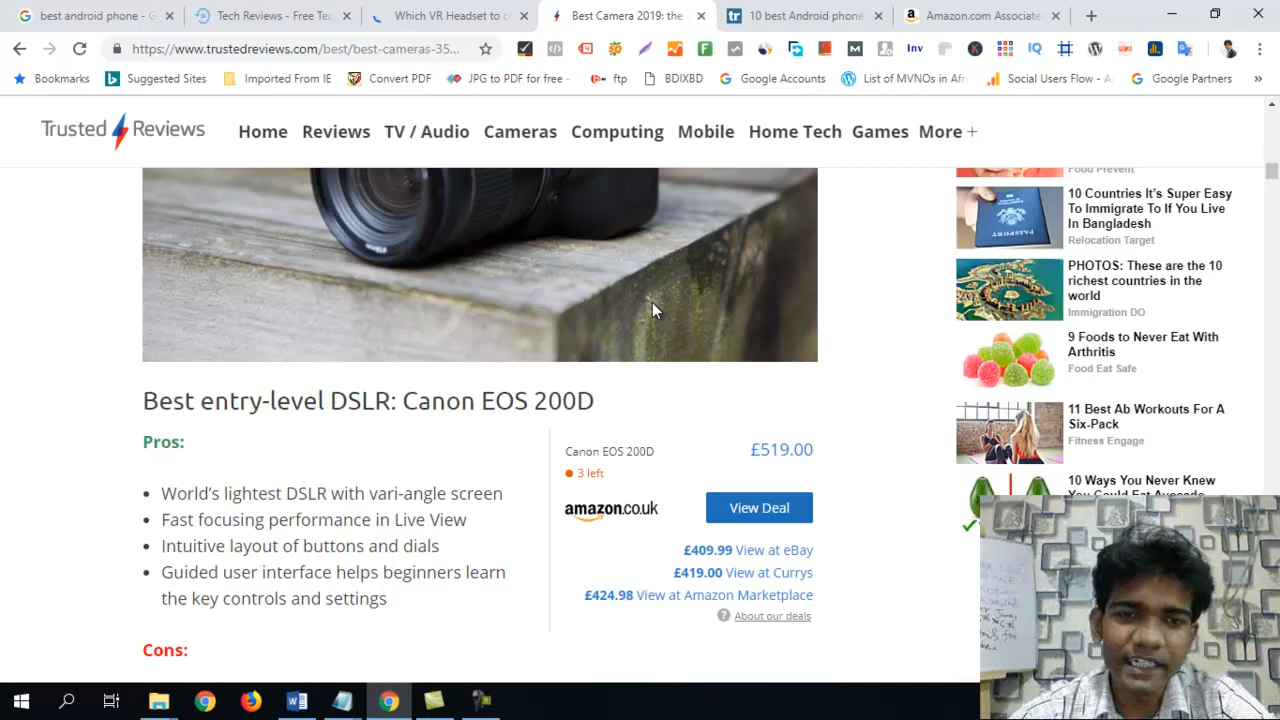 best android phone - G
Tech Reviews - Free Tec
Which VR Headset to c
Best Camera 2019: the
10 best Android phone
Amazon.com Associate
https://www.trustedreviews.com/best/best-cameras-35...
Bookmarks Suggested Sites Imported From IE Convert PDF JPG to PDF for free - ftp BDIXBD Google Accounts List of MVNOs in Afr Social Users Flow - A Google Partners
Trusted Reviews Home Reviews TV / Audio Cameras Computing Mobile Home Tech Games More +
Food Prevent
10 Countries It's Super Easy
To Immigrate To If You Live
In Bangladesh
Relocation Target
PHOTOS: These are the 10
richest countries in the
world
Immigration DO
9 Foods to Never Eat With
Arthritis
Food Eat Safe
11 Best Ab Workouts For A
Six-Pack
Fitness Engage
10 Ways You Never Knew
You Could Eat Avocado
Best entry-level DSLR: Canon EOS 200D
Pros:
World's lightest DSLR with vari-angle screen
Fast focusing performance in Live View
Intuitive layout of buttons and dials
Guided user interface helps beginners learn
the key controls and settings
Cons:
Canon EOS 200D £519.00
3 left
amazon.co.uk View Deal
£409.99 View at eBay
£419.00 View at Currys
£424.98 View at Amazon Marketplace
? About our deals
PASSPORT
Inv
IQ